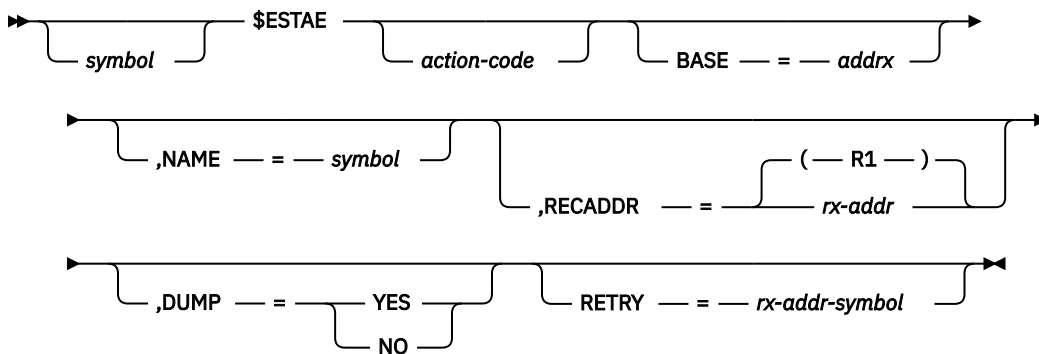 $ESTAE
symbol action-code BASE = addrx
,NAME = symbol ( R1 )
,RECADDR = rx-addr
,DUMP = YES RETRY = rx-addr-symbol
NO